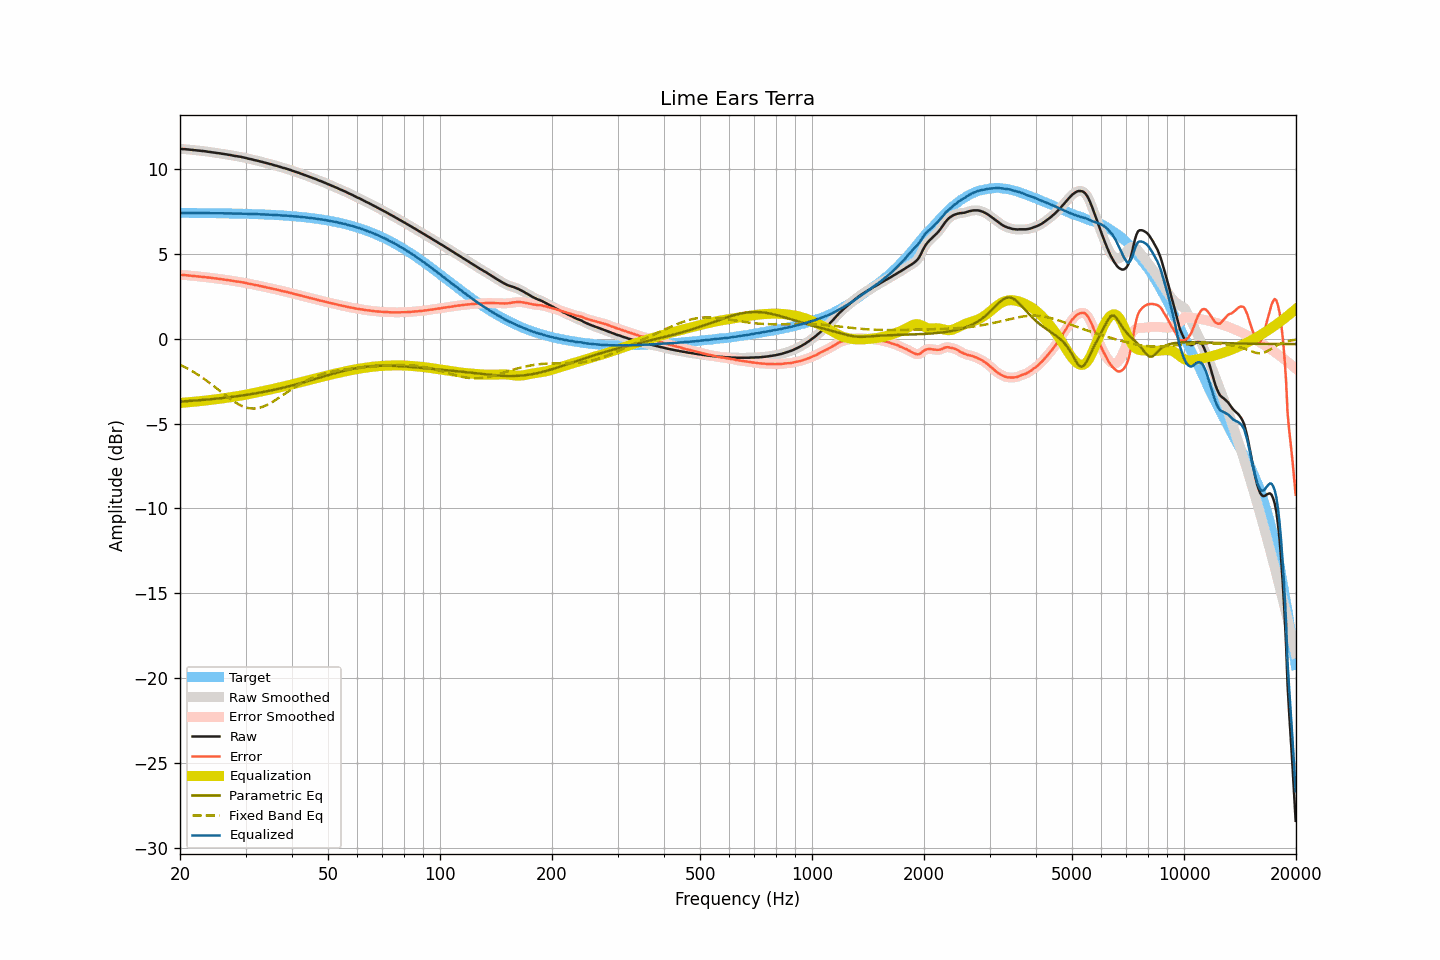 Lime Ears Terra
Amplitude (dBr)
10
5
0
−5
−10
−15
−20
−25
−30
Target
Raw Smoothed
Error Smoothed
Raw
Error
Equalization
Parametric Eq
Fixed Band Eq
Equalized
20 50 100 200 500 1000 2000 5000 10000 20000
Frequency (Hz)